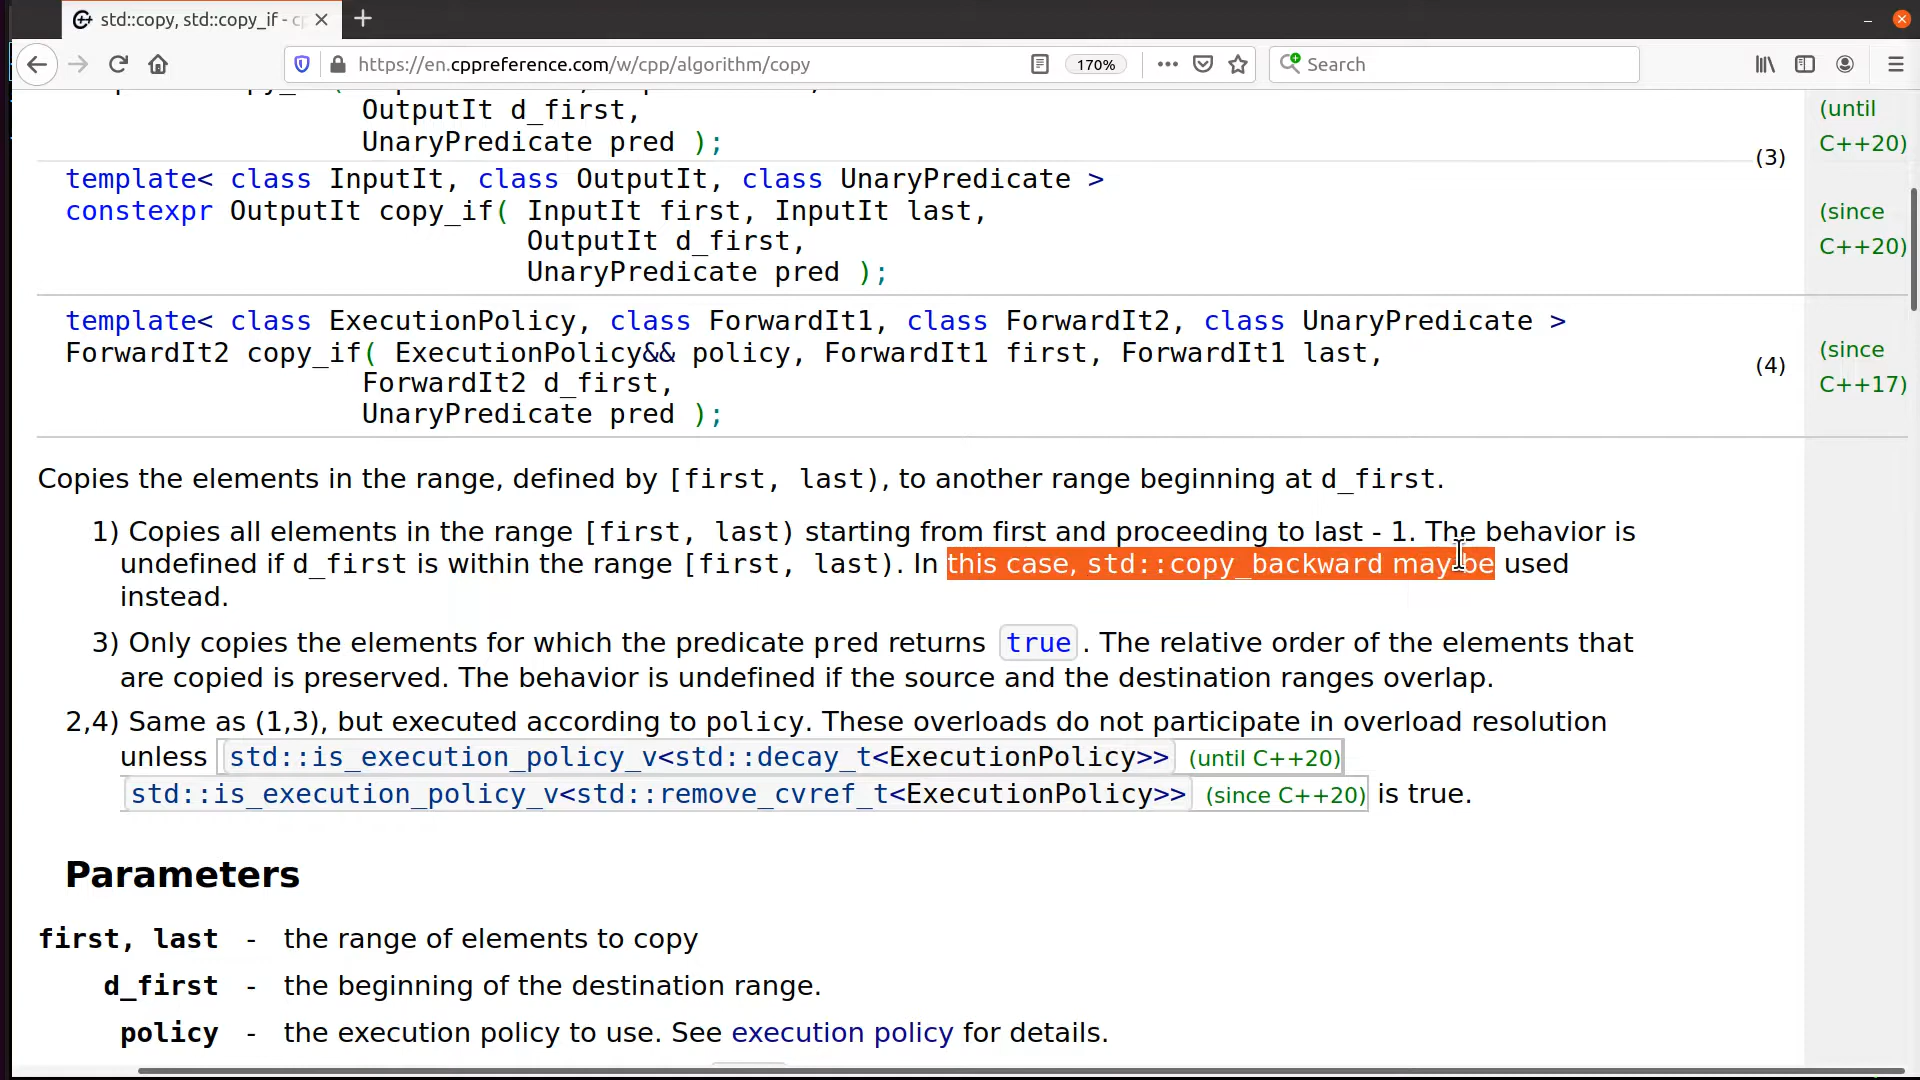 std::copy, std::copy_if - c
https://en.cppreference.com/w/cpp/algorithm/copy
170%
Search
OutputIt d_first,
UnaryPredicate pred );
(until C++20)
(3)
template< class InputIt, class OutputIt, class UnaryPredicate >
constexpr OutputIt copy_if( InputIt first, InputIt last,
OutputIt d_first,
UnaryPredicate pred );
(since C++20)
template< class ExecutionPolicy, class ForwardIt1, class ForwardIt2, class UnaryPredicate >
ForwardIt2 copy_if( ExecutionPolicy&& policy, ForwardIt1 first, ForwardIt1 last,
ForwardIt2 d_first,
UnaryPredicate pred );
(4)
(since C++17)
Copies the elements in the range, defined by [first, last), to another range beginning at d_first.
1) Copies all elements in the range [first, last) starting from first and proceeding to last - 1. The behavior is
undefined if d_first is within the range [first, last). In this case, std::copy_backward may be used
instead.
3) Only copies the elements for which the predicate pred returns true. The relative order of the elements that
are copied is preserved. The behavior is undefined if the source and the destination ranges overlap.
2,4) Same as (1,3), but executed according to policy. These overloads do not participate in overload resolution
unless std::is_execution_policy_v<std::decay_t<ExecutionPolicy>> (until C++20)
std::is_execution_policy_v<std::remove_cvref_t<ExecutionPolicy>> (since C++20) is true.
Parameters
first, last - the range of elements to copy
d_first - the beginning of the destination range.
policy - the execution policy to use. See execution policy for details.